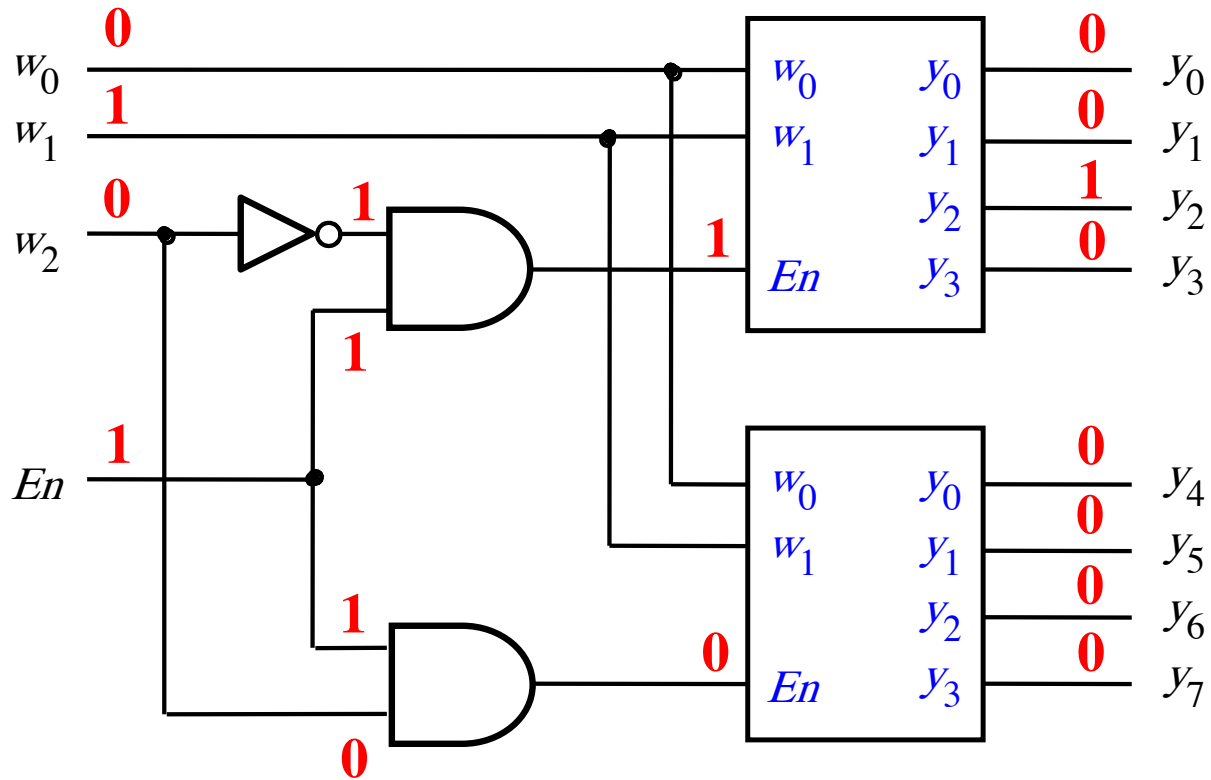 0 0
w0 w0 y0 y0
1 0
w1 w1 y1 y1
0 1 1
w2 y2 y2
1 0
En y3 y3
1
1 0
En w0 y0 y4
0
w1 y1 y5
1 0
y2 y6
0 0
En y3 y7
0